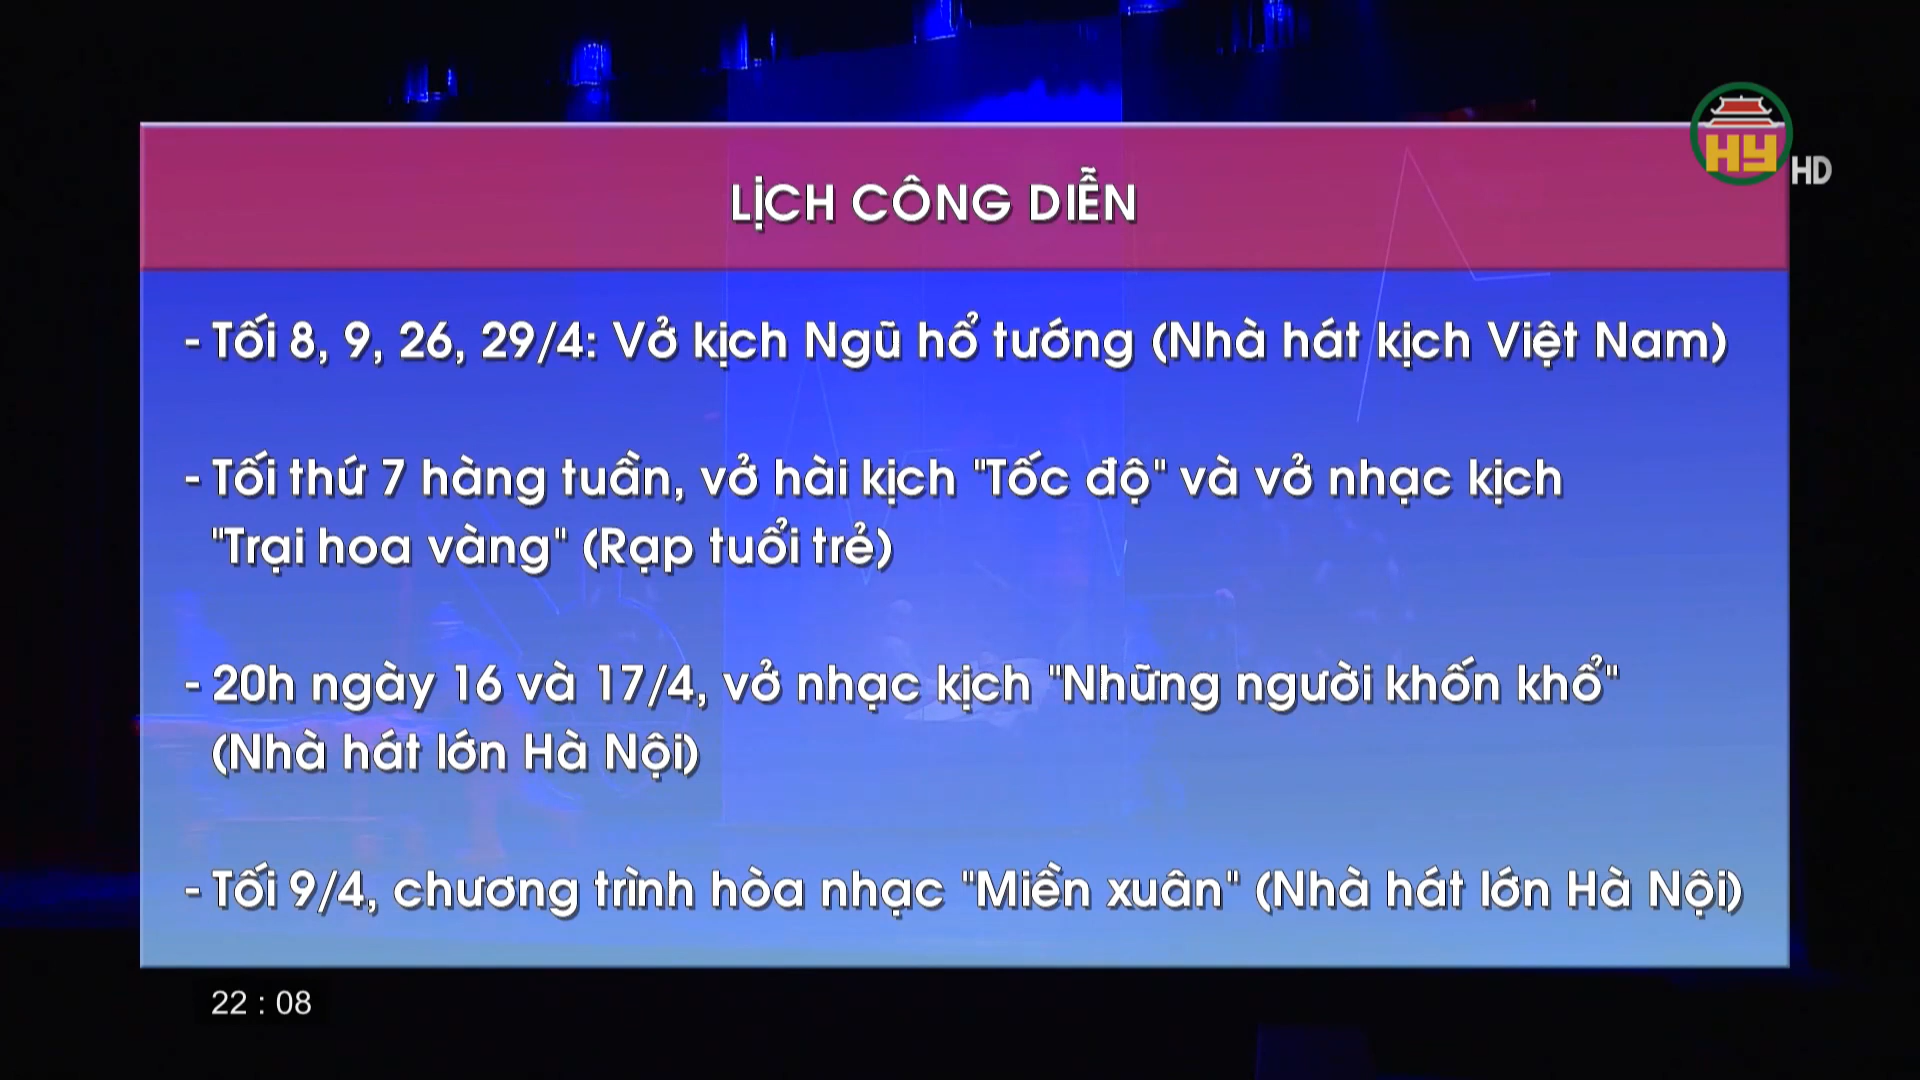 HY HD
LỊCH CÔNG DIỄN
- Tối 8, 9, 26, 29/4: Vở kịch Ngũ hổ tướng (Nhà hát kịch Việt Nam)
- Tối thứ 7 hàng tuần, vở hài kịch "Tốc độ" và vở nhạc kịch
"Trại hoa vàng" (Rạp tuổi trẻ)
- 20h ngày 16 và 17/4, vở nhạc kịch "Những người khốn khổ"
(Nhà hát lớn Hà Nội)
- Tối 9/4, chương trình hòa nhạc "Miền xuân" (Nhà hát lớn Hà Nội)
22 : 08